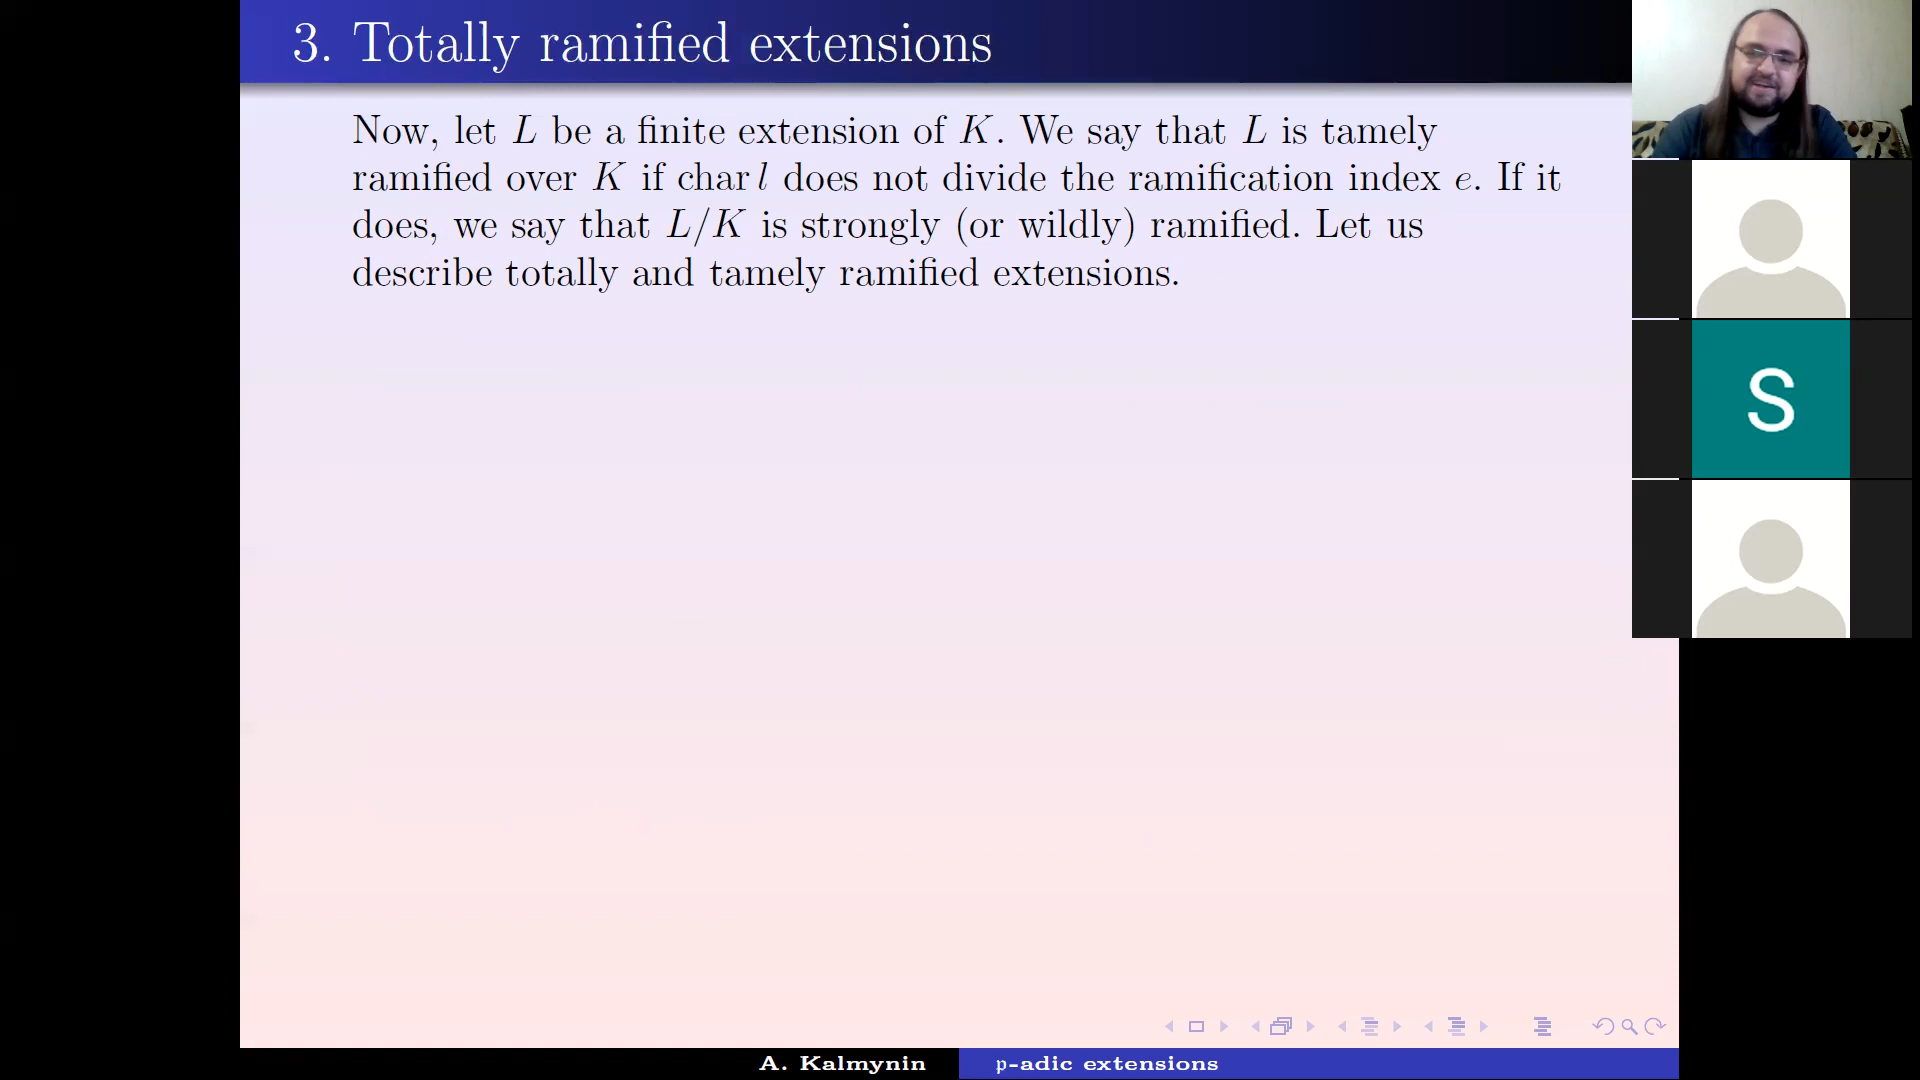 3. Totally ramified extensions
Now, let L be a finite extension of K. We say that L is tamely
ramified over K if char l does not divide the ramification index e. If it
does, we say that L/K is strongly (or wildly) ramified. Let us
describe totally and tamely ramified extensions.
S
A. Kalmynin
p-adic extensions